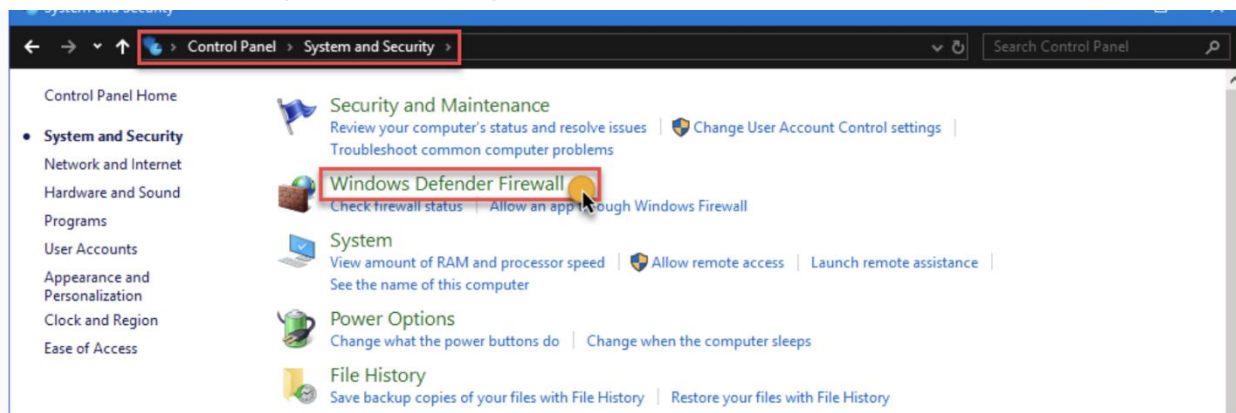 System and Security
Control Panel > System and Security >
Search Control Panel
Control Panel Home
System and Security
Network and Internet
Hardware and Sound
Programs
User Accounts
Appearance and
Personalization
Clock and Region
Ease of Access
Security and Maintenance
Review your computer's status and resolve issues | Change User Account Control settings |
Troubleshoot common computer problems
Windows Defender Firewall
Check firewall status | Allow an app through Windows Firewall
System
View amount of RAM and processor speed | Allow remote access | Launch remote assistance |
See the name of this computer
Power Options
Change what the power buttons do | Change when the computer sleeps
File History
Save backup copies of your files with File History | Restore your files with File History